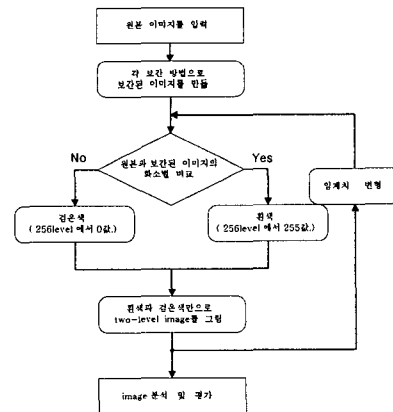 원본 이미지를 입력
각 보간 방법으로
보간된 이미지를 만듦
No
원본과 보간된 이미지의
화소별 비교
Yes
임계치 변형
검은색
( 256level 에서 0값.)
흰색
( 256level 에서 255값.)
흰색과 검은색만으로
two-level image를 그림
image 분석 및 평가